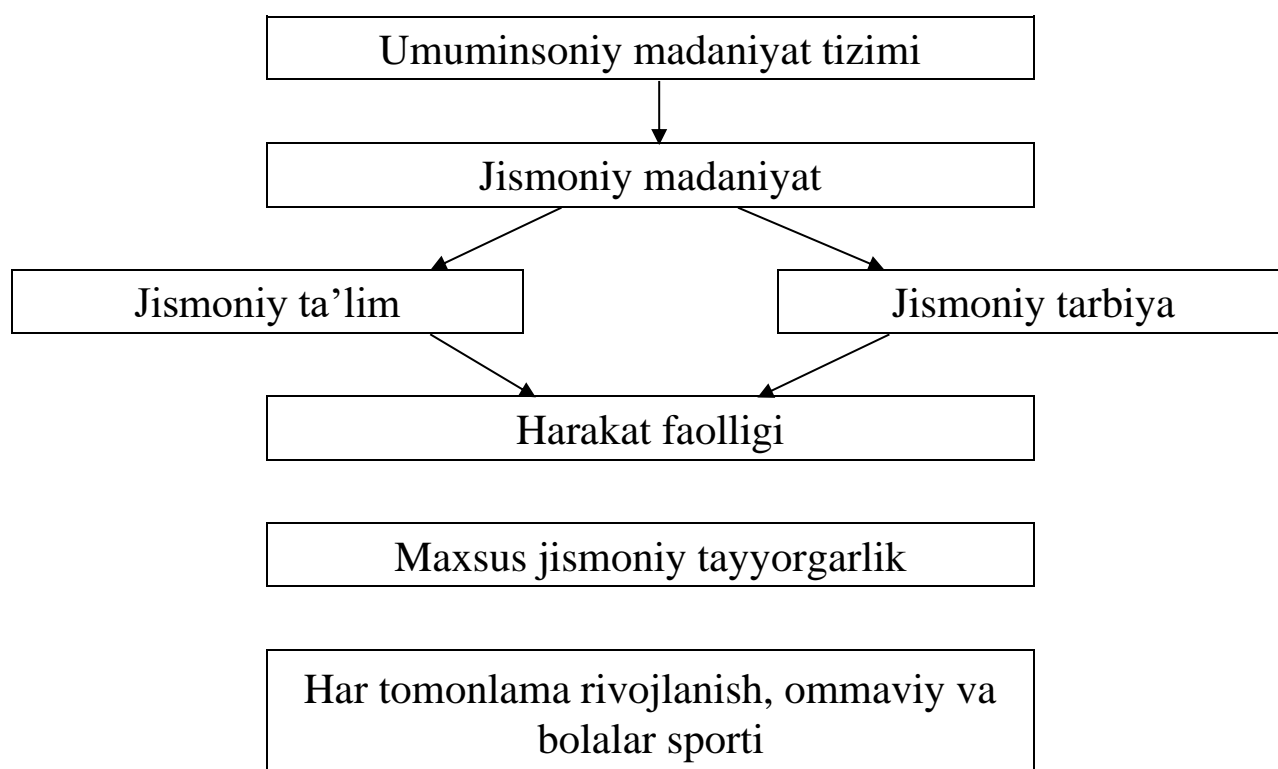 Umuminsoniy madaniyat tizimi
Jismoniy madaniyat
Jismoniy ta’lim
Jismoniy tarbiya
Harakat faolligi
Maxsus jismoniy tayyorgarlik
Har tomonlama rivojlanish, ommaviy va
bolalar sporti